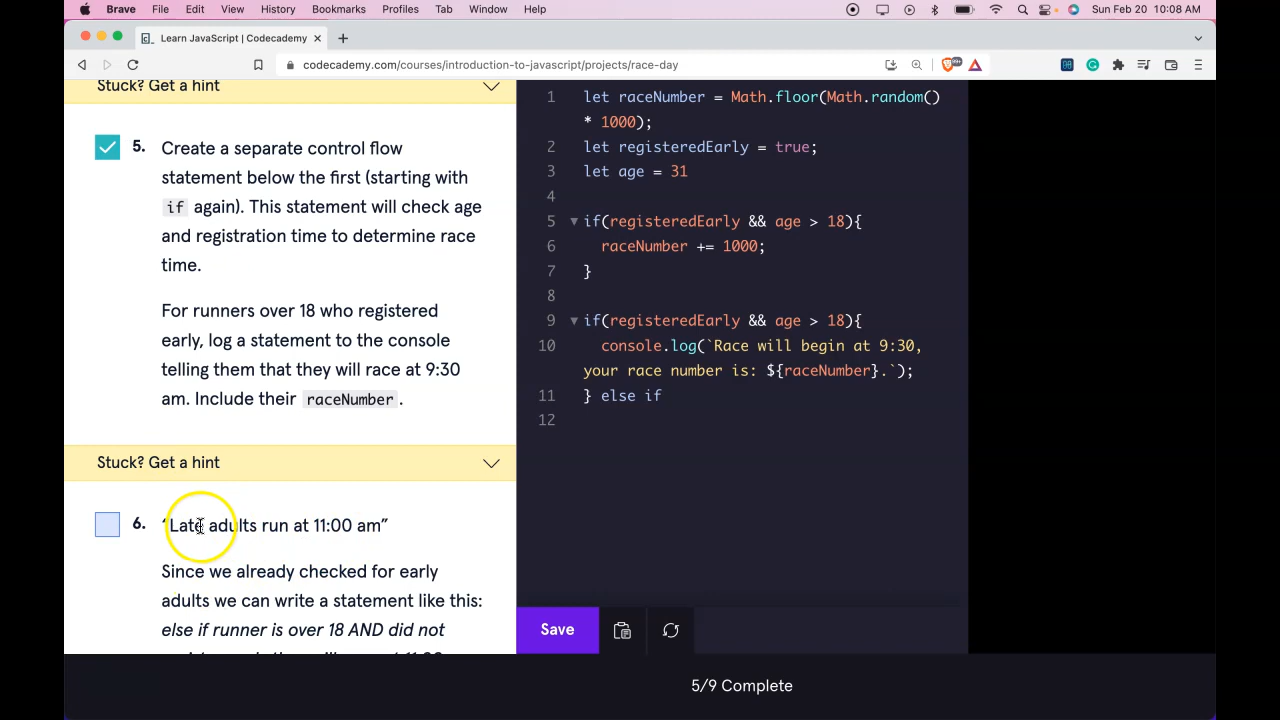 Brave File Edit View History Bookmarks Profiles Tab Window Help Sun Feb 20 10:08 AM
Learn JavaScript | Codecademy
codecademy.com/courses/introduction-to-javascript/projects/race-day
99+
Stuck? Get a hint
5. Create a separate control flow
statement below the first (starting with
if again). This statement will check age
and registration time to determine race
time.
For runners over 18 who registered
early, log a statement to the console
telling them that they will race at 9:30
am. Include their raceNumber.
Stuck? Get a hint
6. “Late adults run at 11:00 am”
Since we already checked for early
adults we can write a statement like this:
else if runner is over 18 AND did not
1 let raceNumber = Math.floor(Math.random()
* 1000);
2 let registeredEarly = true;
3 let age = 31
4
5 if(registeredEarly && age > 18){
6 raceNumber += 1000;
7 }
8
9 if(registeredEarly && age > 18){
10 console.log(`Race will begin at 9:30,
your race number is: ${raceNumber}.`);
11 } else if
12
Save
5/9 Complete